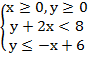 x ≥ 0, y ≥ 0
y + 2x < 8
y ≤ −x + 6